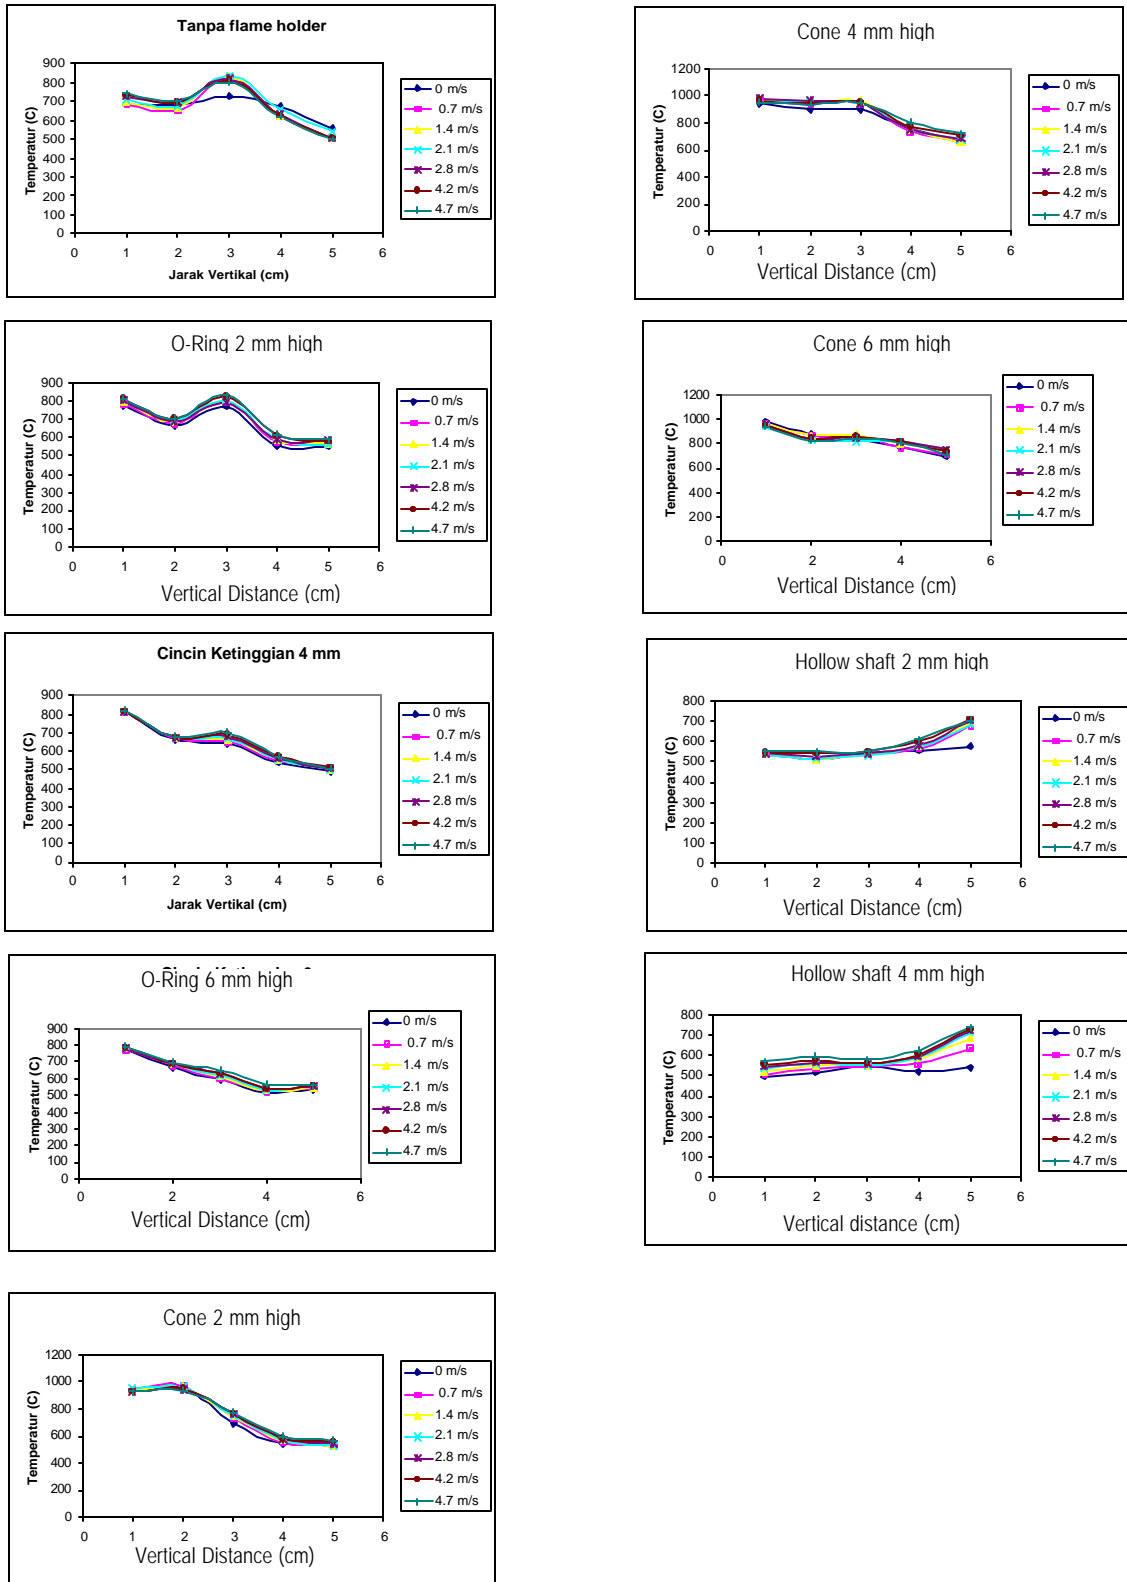 Tanpa flame holder
900
800
700
600
500
400
300
200
100
0
Temperatur (C)
0 1 2 3 4 5 6
Jarak Vertikal (cm)
0 m/s
0.7 m/s
1.4 m/s
2.1 m/s
2.8 m/s
4.2 m/s
4.7 m/s
Cone 4 mm high
1200
1000
800
600
400
200
0
Temperatur (C)
0 1 2 3 4 5 6
Vertical Distance (cm)
0 m/s
0.7 m/s
1.4 m/s
2.1 m/s
2.8 m/s
4.2 m/s
4.7 m/s
O-Ring 2 mm high
900
800
700
600
500
400
300
200
100
0
Temperatur (C)
0 1 2 3 4 5 6
Vertical Distance (cm)
0 m/s
0.7 m/s
1.4 m/s
2.1 m/s
2.8 m/s
4.2 m/s
4.7 m/s
Cone 6 mm high
1200
1000
800
600
400
200
0
Temperatur (C)
0 2 4 6
Vertical Distance (cm)
0 m/s
0.7 m/s
1.4 m/s
2.1 m/s
2.8 m/s
4.2 m/s
4.7 m/s
Cincin Ketinggian 4 mm
900
800
700
600
500
400
300
200
100
0
Temperatur (C)
0 1 2 3 4 5 6
Jarak Vertikal (cm)
0 m/s
0.7 m/s
1.4 m/s
2.1 m/s
2.8 m/s
4.2 m/s
4.7 m/s
Hollow shaft 2 mm high
800
700
600
500
400
300
200
100
0
Temperatur (C)
0 1 2 3 4 5 6
Vertical Distance (cm)
0 m/s
0.7 m/s
1.4 m/s
2.1 m/s
2.8 m/s
4.2 m/s
4.7 m/s
O-Ring 6 mm high
900
800
700
600
500
400
300
200
100
0
Temperatur (C)
0 2 4 6
Vertical Distance (cm)
0 m/s
0.7 m/s
1.4 m/s
2.1 m/s
2.8 m/s
4.2 m/s
4.7 m/s
Hollow shaft 4 mm high
800
700
600
500
400
300
200
100
0
Temperatur (C)
0 1 2 3 4 5 6
Vertical distance (cm)
0 m/s
0.7 m/s
1.4 m/s
2.1 m/s
2.8 m/s
4.2 m/s
4.7 m/s
Cone 2 mm high
1200
1000
800
600
400
200
0
Temperatur (C)
0 1 2 3 4 5 6
Vertical Distance (cm)
0 m/s
0.7 m/s
1.4 m/s
2.1 m/s
2.8 m/s
4.2 m/s
4.7 m/s